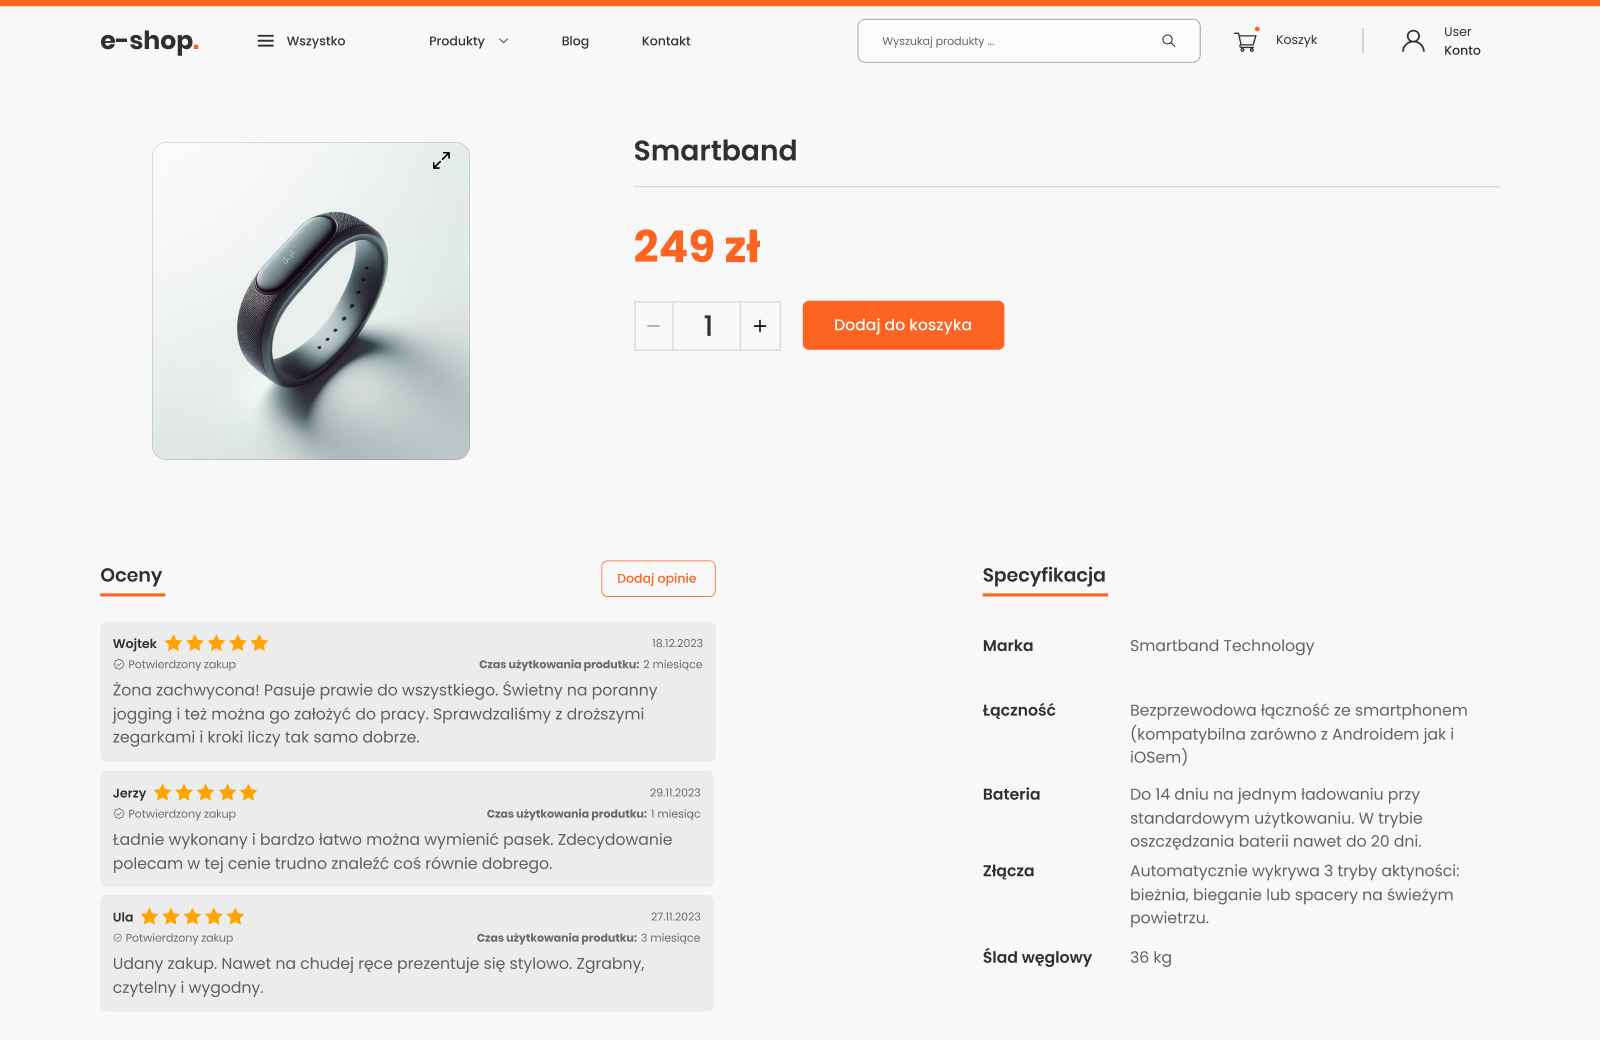 e-shop.
Wszystko
Produkty
Blog
Kontakt
Wyszukaj produkty ...
Koszyk
User
Konto
Smartband
249 zł
1
Dodaj do koszyka
Oceny
Dodaj opinie
Wojtek
18.12.2023
Potwierdzony zakup
Czas użytkowania produtku: 2 miesiące
Żona zachwycona! Pasuje prawie do wszystkiego. Świetny na poranny
jogging i też można go założyć do pracy. Sprawdzaliśmy z droższymi
zegarkami i kroki liczy tak samo dobrze.
Jerzy
29.11.2023
Potwierdzony zakup
Czas użytkowania produtku: 1 miesiąc
Ładnie wykonany i bardzo łatwo można wymienić pasek. Zdecydowanie
polecam w tej cenie trudno znaleźć coś równie dobrego.
Ula
27.11.2023
Potwierdzony zakup
Czas użytkowania produtku: 3 miesiące
Udany zakup. Nawet na chudej ręce prezentuje się stylowo. Zgrabny,
czytelny i wygodny.
Specyfikacja
Marka
Smartband Technology
Łączność
Bezprzewodowa łączność ze smartphonem
(kompatybilna zarówno z Androidem jak i
iOSem)
Bateria
Do 14 dniu na jednym ładowaniu przy
standardowym użytkowaniu. W trybie
oszczędzania baterii nawet do 20 dni.
Złącza
Automatycznie wykrywa 3 tryby aktyności:
bieżnia, bieganie lub spacery na świeżym
powietrzu.
Ślad węglowy
36 kg